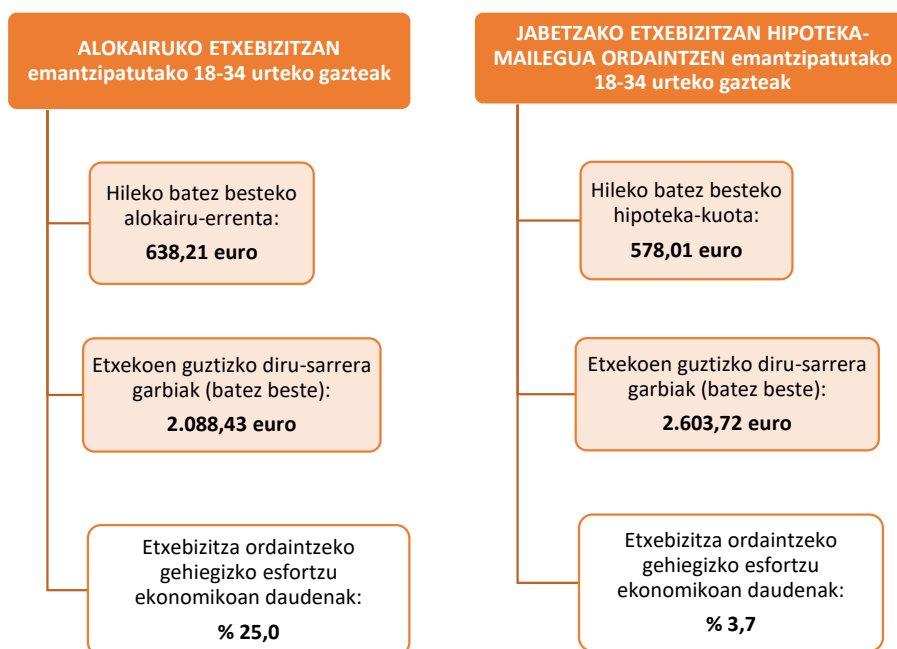 ALOKAIRUKO ETXEBIZITZAN
emantzipatutako 18-34 urteko gazteak
Hileko batez besteko
alokairu-errenta:
638,21 euro
Etxekoen guztizko diru-sarrera
garbiak (batez beste):
2.088,43 euro
Etxebizitza ordaintzeko
gehiegizko esfortzu
ekonomikoan daudenak:
% 25,0
JABETZAKO ETXEBIZITZAN HIPOTEKA-
MAILEGUA ORDAINTZEN emantzipatutako
18-34 urteko gazteak
Hileko batez besteko
hipoteka-kuota:
578,01 euro
Etxekoen guztizko diru-sarrera
garbiak (batez beste):
2.603,72 euro
Etxebizitza ordaintzeko
gehiegizko esfortzu
ekonomikoan daudenak:
% 3,7